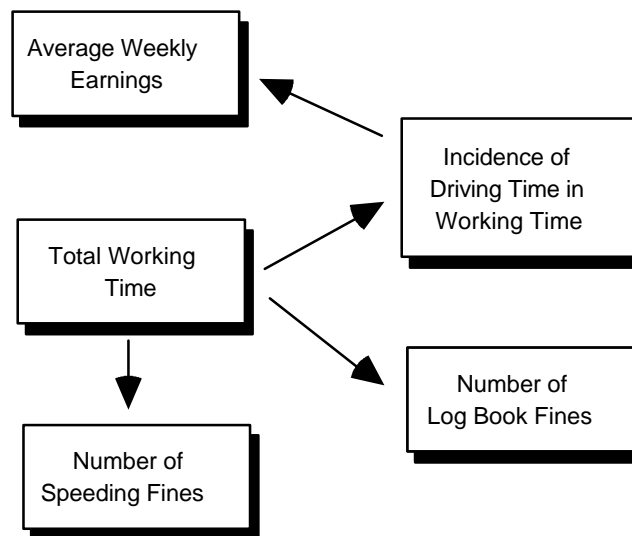 Average Weekly
Earnings
Incidence of
Driving Time in
Working Time
Total Working
Time
Number of
Log Book Fines
Number of
Speeding Fines